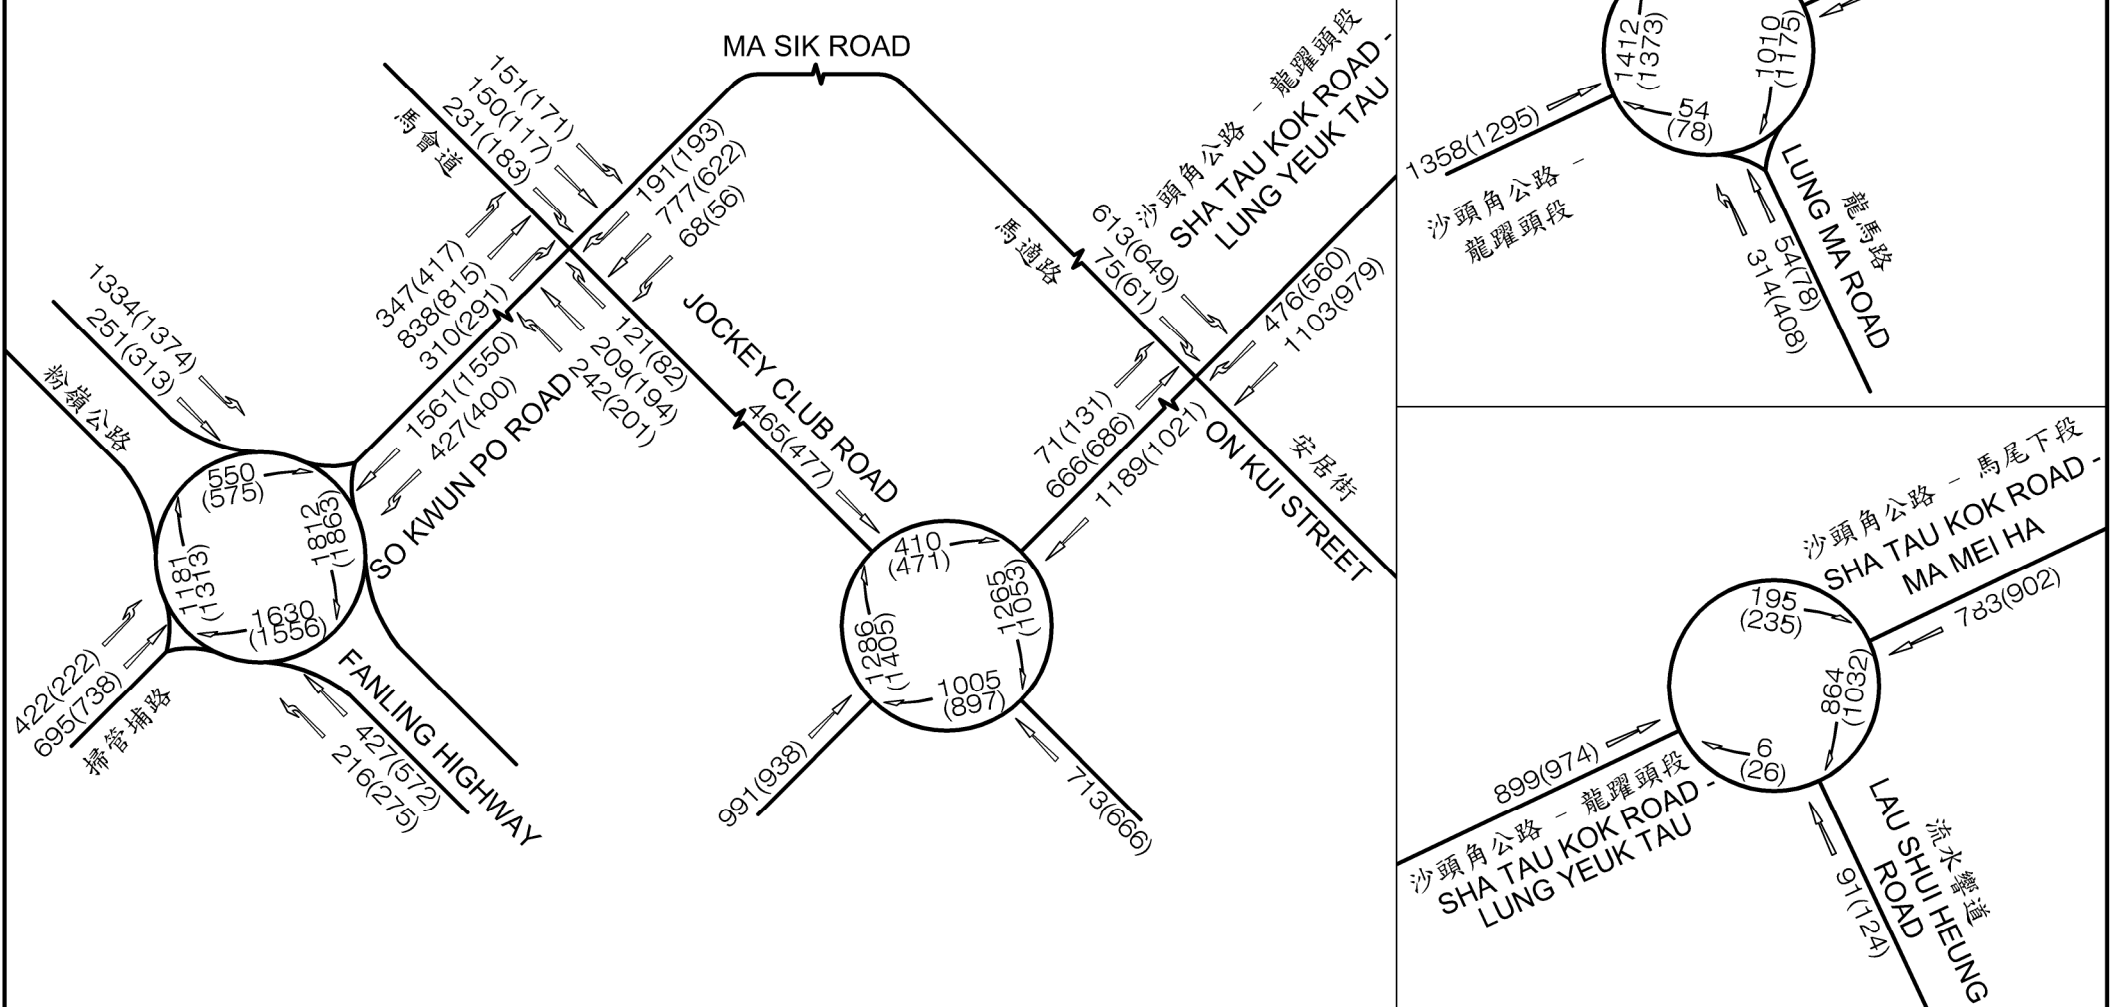 MA SIK ROAD
151(171)
150(117)
231(183)
馬會道
191(193)
777(622)
68(56)
347(417)
838(815)
310(291)
121(82)
209(194)
242(201)
JOCKEY CLUB ROAD
465(477)
1334(1374)
251(313)
粉嶺公路
1561(1550)
427(400)
SO KWUN PO ROAD
550
(575)
1812
(1863)
1181
(1313)
1630
(1556)
422(222)
695(738)
掃管埔路
FANLING HIGHWAY
427(572)
216(275)
馬適路
613(649)
75(61)
沙頭角公路 - 龍躍頭段
SHA TAU KOK ROAD -
LUNG YEUK TAU
476(560)
1103(979)
71(131)
666(686)
1189(1021)
安居街
ON KUI STREET
410
(471)
1265
(1053)
1286
(1405)
1005
(897)
991(938)
713(666)
1412
(1373)
1010
(1175)
54
(78)
1358(1295)
沙頭角公路 -
龍躍頭段
龍馬路
LUNG MA ROAD
54(78)
314(408)
沙頭角公路 - 馬尾下段
SHA TAU KOK ROAD -
MA MEI HA
783(902)
195
(235)
864
(1032)
6
(26)
899(974)
沙頭角公路 - 龍躍頭段
SHA TAU KOK ROAD -
LUNG YEUK TAU
流水響道
LAU SHUI HEUNG
ROAD
91(124)